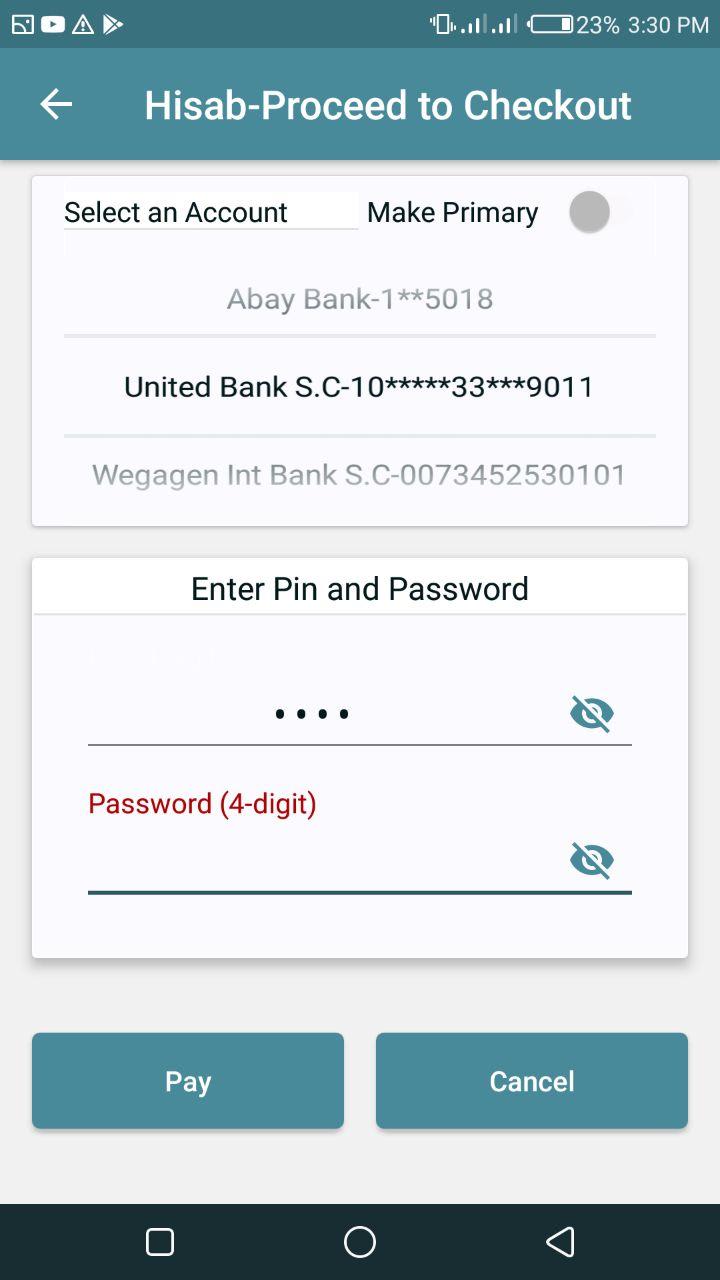 23% 3:30 PM
Hisab-Proceed to Checkout
Select an Account Make Primary
Abay Bank-1**5018
United Bank S.C-10*****33***9011
Wegagen Int Bank S.C-0073452530101
Enter Pin and Password
••••
Password (4-digit)
Pay Cancel